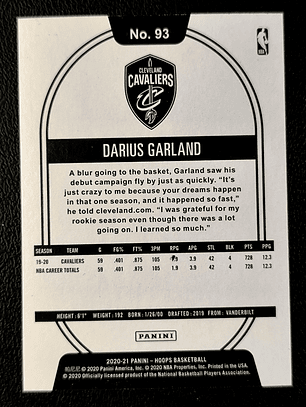 No. 93
NBA
CLEVELAND
CAVALIERS
C
DARIUS GARLAND
A blur going to the basket, Garland saw his
debut campaign fly by just as quickly. "It's
just crazy to me because your dreams happen
in that one season, and it happened so fast,"
he told cleveland.com. "I was grateful for my
rookie season even though there was a lot
going on. I learned so much."
SEASON TEAM G FG% FT% 3PM RPG APG STL BLK PTS PPG
19-20 CAVALIERS 59 .401 .875 105 1.9 3.9 42 4 728 12.3
NBA CAREER TOTALS 59 .401 .875 105 1.9 3.9 42 4 728 12.3
HEIGHT: 6'1" WEIGHT: 192 BORN: 1/26/00 DRAFTED: 2019 FROM: VANDERBILT
PANINI
2020-21 PANINI - HOOPS BASKETBALL
© 2020 Panini America, Inc. © 2020 NBA Properties, Inc. Printed in the USA.
© 2020 Officially licensed product of the National Basketball Players Association.